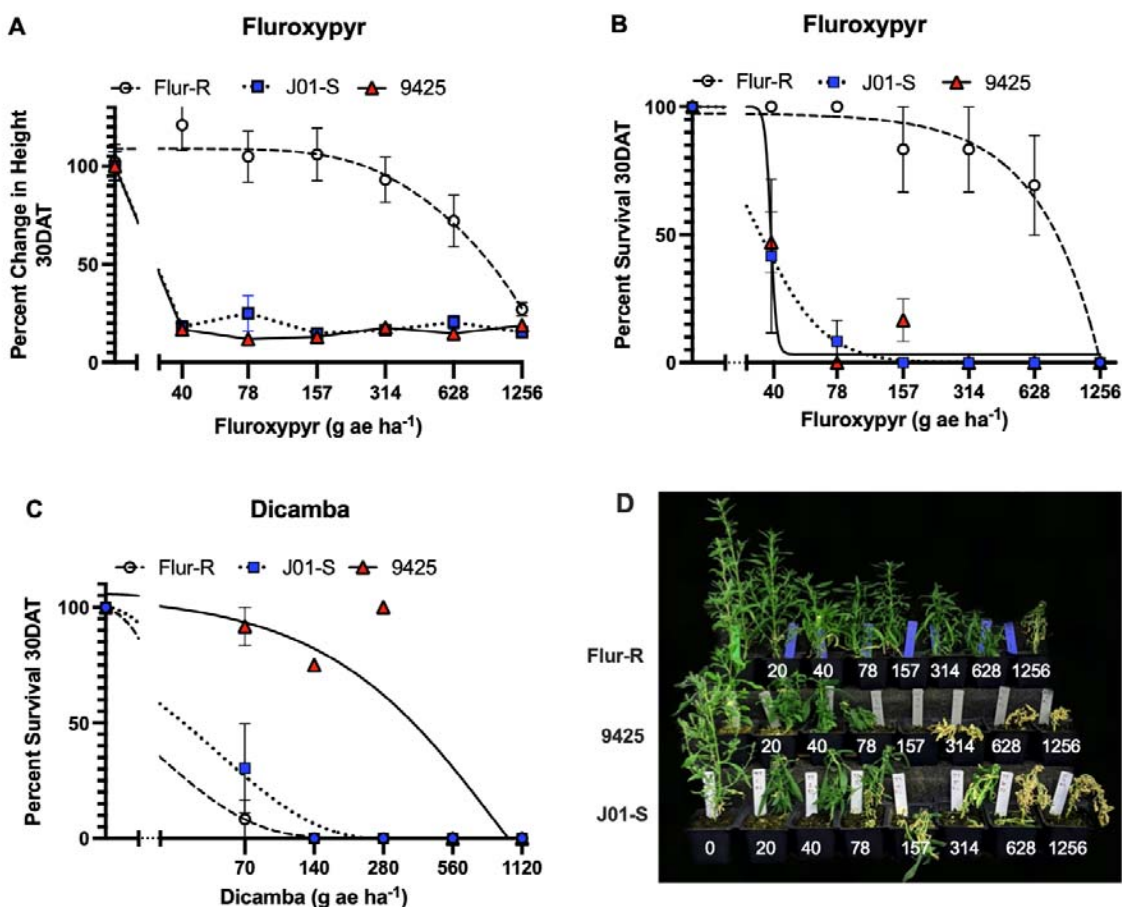 A
Fluroxypyr
Flur-R J01-S 9425
Percent Change in Height
30DAT
100
50
0
40 78 157 314 628 1256
Fluroxypyr (g ae ha⁻¹)
B
Fluroxypyr
Flur-R J01-S 9425
Percent Survival 30DAT
100
50
0
40 78 157 314 628 1256
Fluroxypyr (g ae ha⁻¹)
C
Dicamba
Flur-R J01-S 9425
Percent Survival 30DAT
100
50
0
70 140 280 560 1120
Dicamba (g ae ha⁻¹)
D
Flur-R
20 40 78 157 314 628 1256
9425
20 40 78 157 314 628 1256
J01-S
0 20 40 78 157 314 628 1256